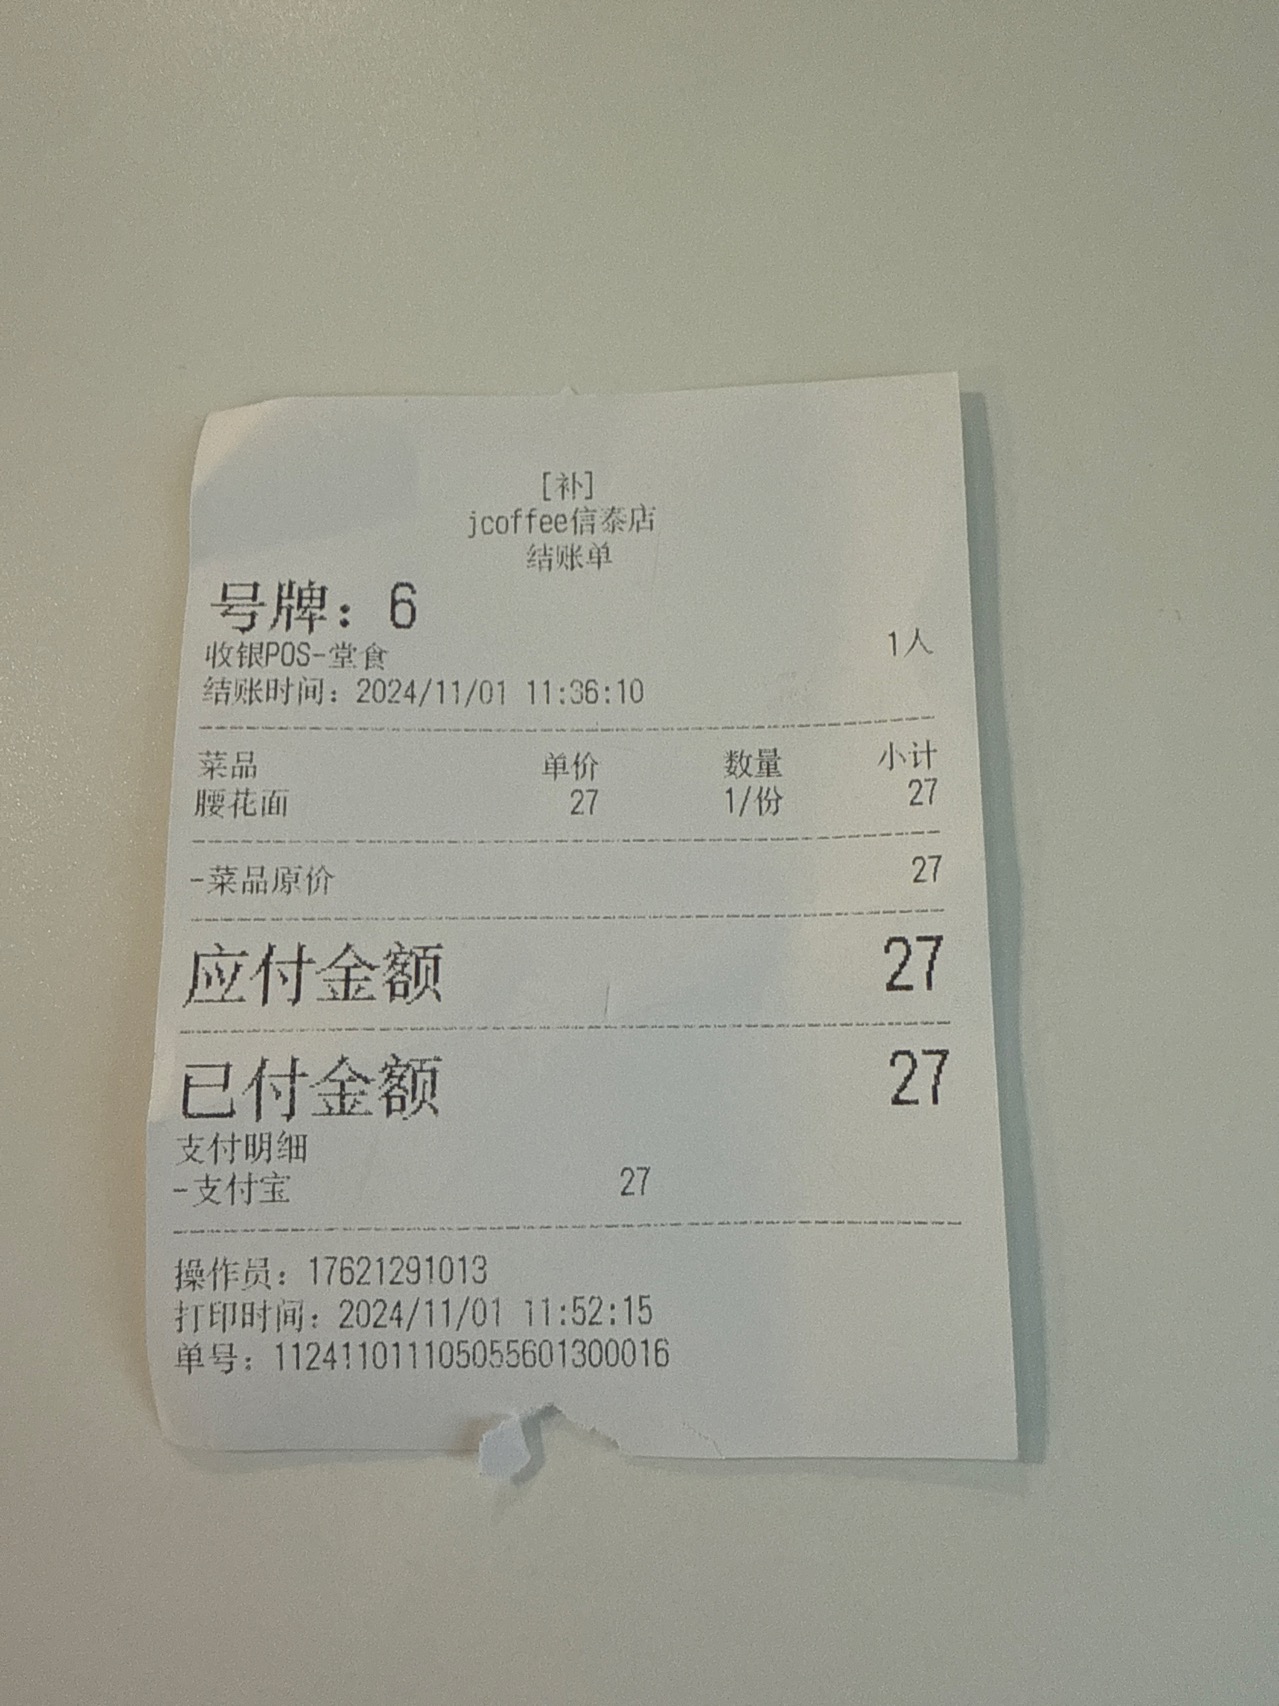 [补]
jcoffee信泰店
结账单
号牌：6
收银POS-堂食 1人
结账时间：2024/11/01 11:36:10
菜品 单价 数量 小计
腰花面 27 1/份 27
-菜品原价 27
应付金额 27
已付金额 27
支付明细
-支付宝 27
操作员：17621291013
打印时间：2024/11/01 11:52:15
单号：112411011105055601300016